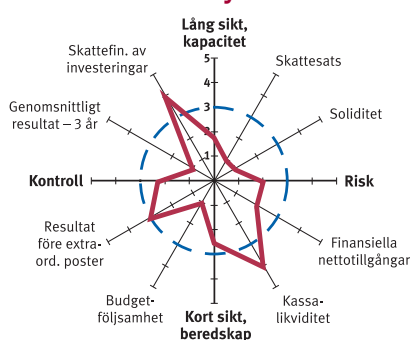 Lång sikt,
kapacitet
Skattefin. av
investeringar
Skattesats
Genomsnittligt
resultat – 3 år
Soliditet
5
4
3
2
1
Kontroll
Risk
Resultat
före extra-
ord. poster
Finansiella
nettotillgångar
Budget-
följsamhet
Kassa-
likviditet
Kort sikt,
beredskap